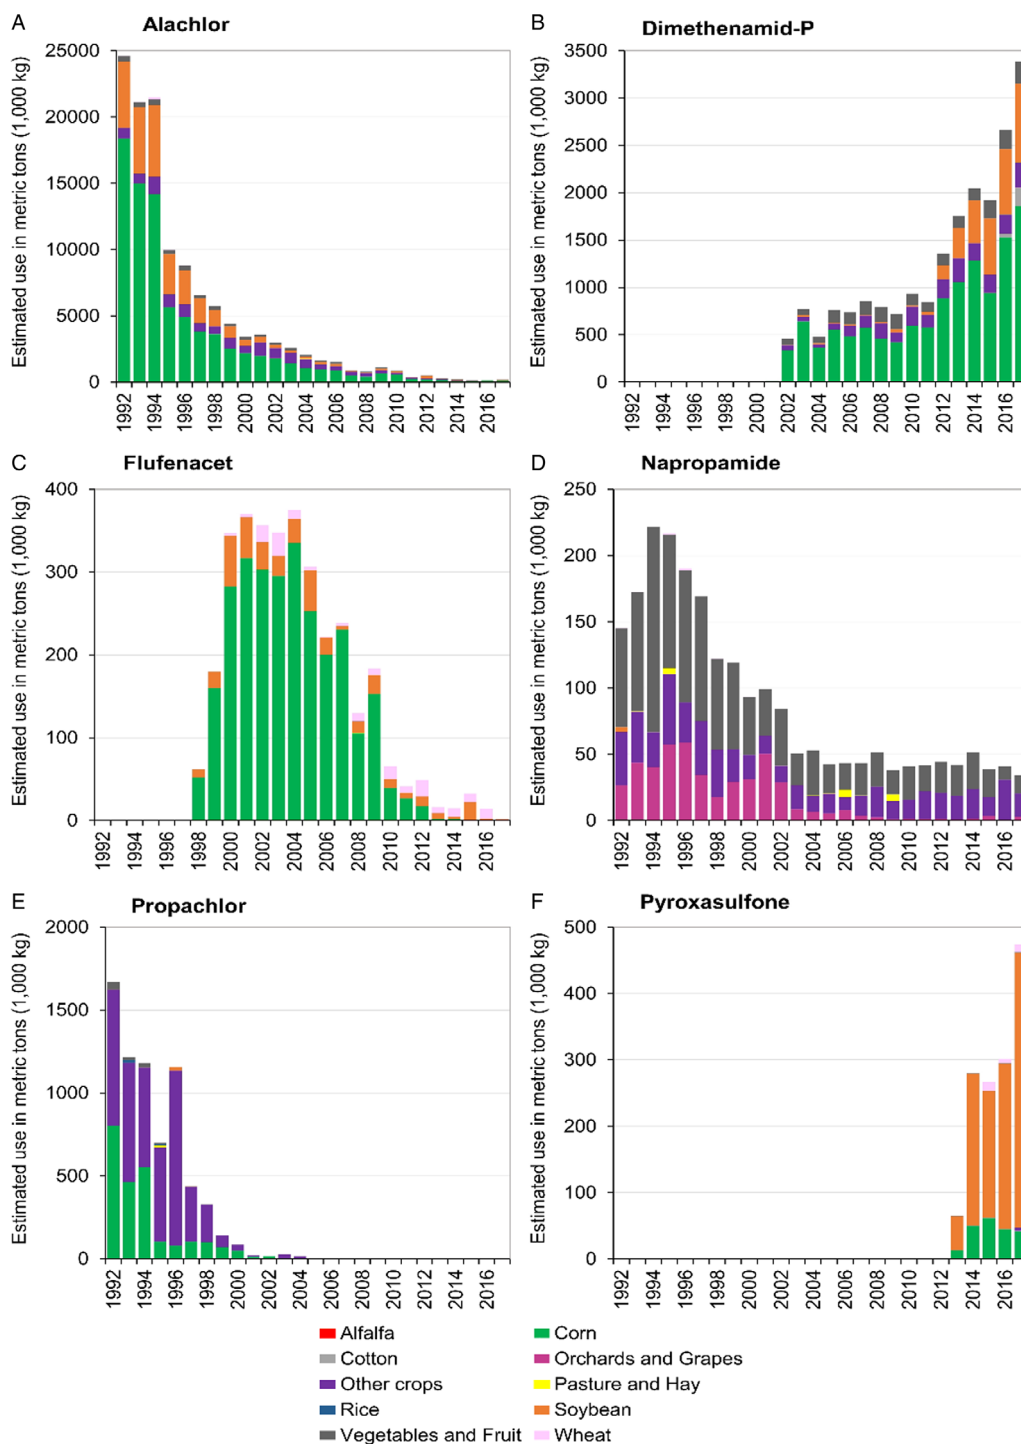 A Alachlor
Estimated use in metric tons (1,000 kg)
25000
20000
15000
10000
5000
0
1992 1994 1996 1998 2000 2002 2004 2006 2008 2010 2012 2014 2016
B Dimethenamid-P
Estimated use in metric tons (1,000 kg)
3500
3000
2500
2000
1500
1000
500
0
1992 1994 1996 1998 2000 2002 2004 2006 2008 2010 2012 2014 2016
C Flufenacet
Estimated use in metric tons (1,000 kg)
400
300
200
100
0
1992 1994 1996 1998 2000 2002 2004 2006 2008 2010 2012 2014 2016
D Napropamide
Estimated use in metric tons (1,000 kg)
250
200
150
100
50
0
1992 1994 1996 1998 2000 2002 2004 2006 2008 2010 2012 2014 2016
E Propachlor
Estimated use in metric tons (1,000 kg)
2000
1500
1000
500
0
1992 1994 1996 1998 2000 2002 2004 2006 2008 2010 2012 2014 2016
F Pyroxasulfone
Estimated use in metric tons (1,000 kg)
500
400
300
200
100
0
1992 1994 1996 1998 2000 2002 2004 2006 2008 2010 2012 2014 2016
Alfalfa
Cotton
Other crops
Rice
Vegetables and Fruit
Corn
Orchards and Grapes
Pasture and Hay
Soybean
Wheat